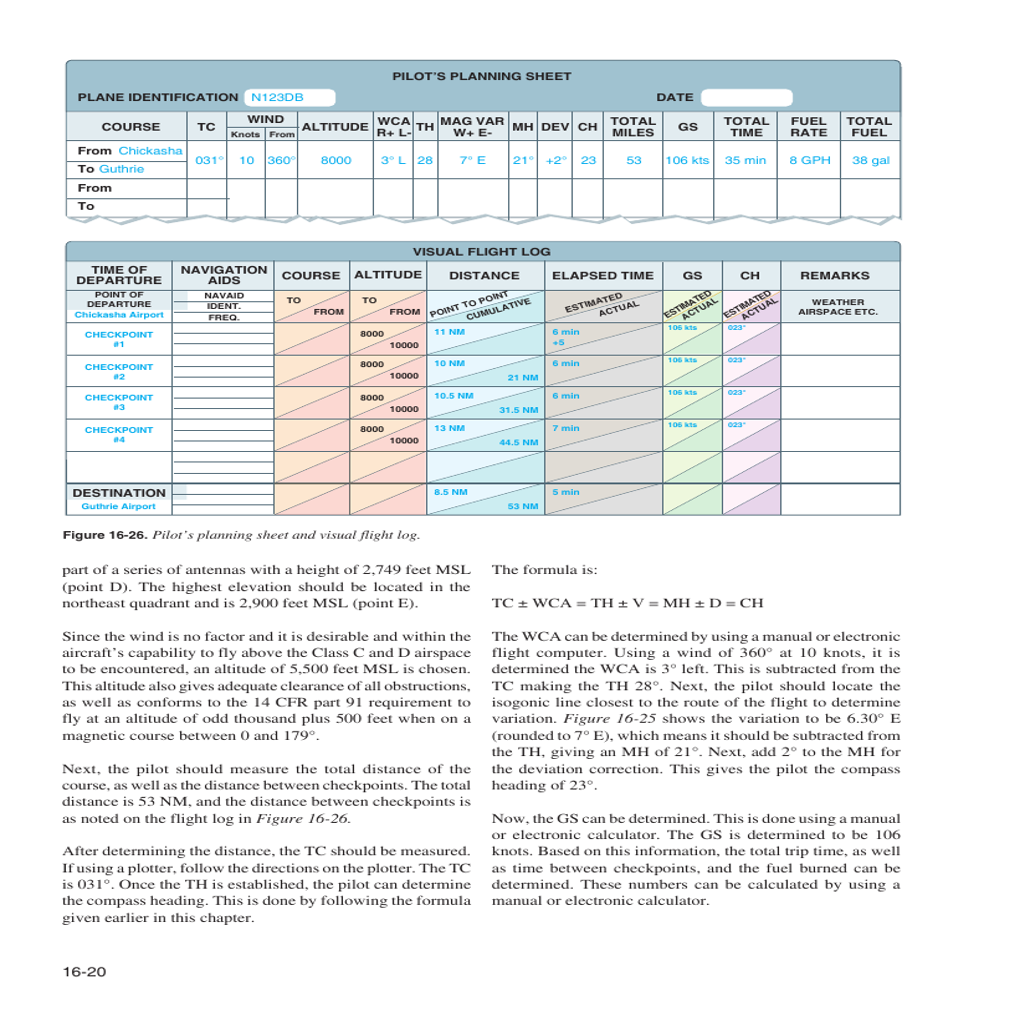 PILOT'S PLANNING SHEET
PLANE IDENTIFICATION N123DB DATE
COURSE TC WIND Knots From ALTITUDE WCA R+ L- TH MAG VAR W+ E- MH DEV CH TOTAL MILES GS TOTAL TIME FUEL RATE TOTAL FUEL
From Chickasha
To Guthrie
031° 10 360° 8000 3° L 28 7° E 21° +2° 23 53 106 kts 35 min 8 GPH 38 gal
From
To
VISUAL FLIGHT LOG
TIME OF DEPARTURE NAVIGATION AIDS COURSE ALTITUDE DISTANCE ELAPSED TIME GS CH REMARKS
POINT OF DEPARTURE
Chickasha Airport
NAVAID
IDENT.
FREQ.
TO FROM
TO FROM
POINT TO POINT
CUMULATIVE
ESTIMATED
ACTUAL
ESTIMATED
ACTUAL
ESTIMATED
ACTUAL
WEATHER
AIRSPACE ETC.
CHECKPOINT
#1
8000 10000 11 NM 6 min +5 106 kts 023°
CHECKPOINT
#2
8000 10000 10 NM 21 NM 6 min 106 kts 023°
CHECKPOINT
#3
8000 10000 10.5 NM 31.5 NM 6 min 106 kts 023°
CHECKPOINT
#4
8000 10000 13 NM 44.5 NM 7 min 106 kts 023°
DESTINATION
Guthrie Airport
8.5 NM 53 NM 5 min
Figure 16-26. Pilot's planning sheet and visual flight log.
part of a series of antennas with a height of 2,749 feet MSL
(point D). The highest elevation should be located in the
northeast quadrant and is 2,900 feet MSL (point E).
Since the wind is no factor and it is desirable and within the
aircraft's capability to fly above the Class C and D airspace
to be encountered, an altitude of 5,500 feet MSL is chosen.
This altitude also gives adequate clearance of all obstructions,
as well as conforms to the 14 CFR part 91 requirement to
fly at an altitude of odd thousand plus 500 feet when on a
magnetic course between 0 and 179°.
Next, the pilot should measure the total distance of the
course, as well as the distance between checkpoints. The total
distance is 53 NM, and the distance between checkpoints is
as noted on the flight log in Figure 16-26.
After determining the distance, the TC should be measured.
If using a plotter, follow the directions on the plotter. The TC
is 031°. Once the TH is established, the pilot can determine
the compass heading. This is done by following the formula
given earlier in this chapter.
The formula is:
TC ± WCA = TH ± V = MH ± D = CH
The WCA can be determined by using a manual or electronic
flight computer. Using a wind of 360° at 10 knots, it is
determined the WCA is 3° left. This is subtracted from the
TC making the TH 28°. Next, the pilot should locate the
isogonic line closest to the route of the flight to determine
variation. Figure 16-25 shows the variation to be 6.30° E
(rounded to 7° E), which means it should be subtracted from
the TH, giving an MH of 21°. Next, add 2° to the MH for
the deviation correction. This gives the pilot the compass
heading of 23°.
Now, the GS can be determined. This is done using a manual
or electronic calculator. The GS is determined to be 106
knots. Based on this information, the total trip time, as well
as time between checkpoints, and the fuel burned can be
determined. These numbers can be calculated by using a
manual or electronic calculator.
16-20